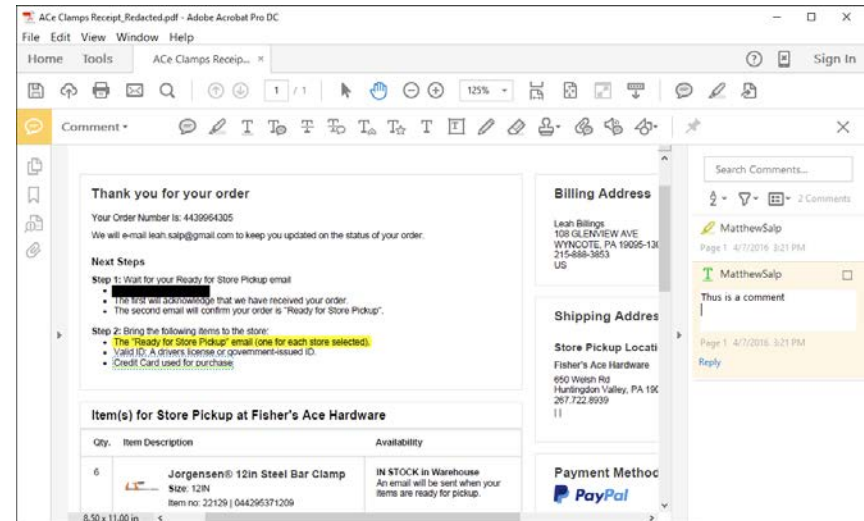 ACe Clamps Receipt_Redacted.pdf - Adobe Acrobat Pro DC
File Edit View Window Help
Home Tools ACe Clamps Receip... × Sign In
1 / 1 125%
Comment
Search Comments...
2 Comments
MatthewSalp
Page 1 4/7/2016 3:21 PM
MatthewSalp
Thus is a comment
Page 1 4/7/2016 3:21 PM
Reply
Thank you for your order
Your Order Number Is: 4439964305
We will e-mail leah.salp@gmail.com to keep you updated on the status of your order.
Next Steps
Step 1: Wait for your Ready for Store Pickup email
The first will acknowledge that we have received your order.
The second email will confirm your order is "Ready for Store Pickup".
Step 2: Bring the following items to the store:
The "Ready for Store Pickup" email (one for each store selected).
Valid ID: A drivers license or government-issued ID.
Credit Card used for purchase
Billing Address
Leah Billings
108 GLENVIEW AVE
WYNCOTE, PA 19095-
215-888-3853
US
Shipping Addres
Store Pickup Locati
Fisher's Ace Hardware
650 Welsh Rd
Huntingdon Valley, PA
267.722.8939
| |
Item(s) for Store Pickup at Fisher's Ace Hardware
Qty. Item Description Availability
6 Jorgensen® 12in Steel Bar Clamp
Size: 12IN
Item no: 22129 | 044295371209
IN STOCK in Warehouse
An email will be sent when your
items are ready for pickup.
Payment Method
PayPal
8.50 x 11.00 in